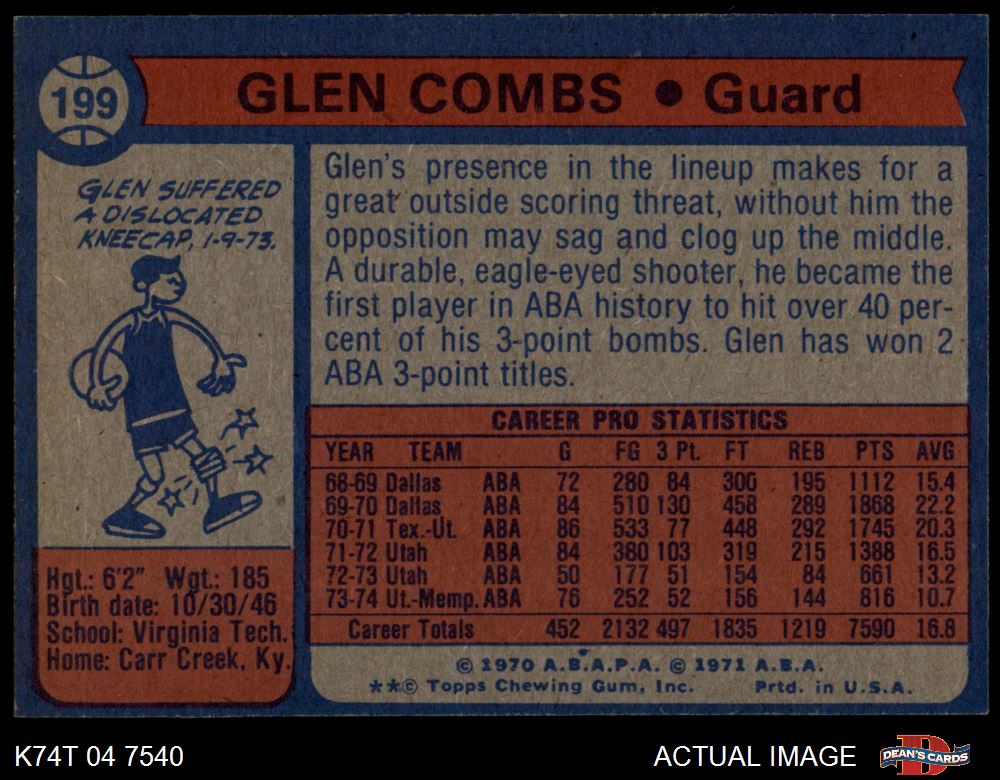 199
GLEN COMBS • Guard
GLEN SUFFERED
A DISLOCATED
KNEECAP, 1-9-73.
Glen's presence in the lineup makes for a
great outside scoring threat, without him the
opposition may sag and clog up the middle.
A durable, eagle-eyed shooter, he became the
first player in ABA history to hit over 40 per-
cent of his 3-point bombs. Glen has won 2
ABA 3-point titles.
CAREER PRO STATISTICS
YEAR TEAM G FG 3 Pt. FT REB PTS AVG
68-69 Dallas ABA 72 280 84 300 195 1112 15.4
69-70 Dallas ABA 84 510 130 458 289 1868 22.2
70-71 Tex.-Ut. ABA 86 533 77 448 292 1745 20.3
71-72 Utah ABA 84 380 103 319 215 1388 16.5
72-73 Utah ABA 50 177 51 154 84 661 13.2
73-74 Ut.-Memp. ABA 76 252 52 156 144 816 10.7
Career Totals 452 2132 497 1835 1219 7590 16.8
Hgt.: 6'2" Wgt.: 185
Birth date: 10/30/46
School: Virginia Tech.
Home: Carr Creek, Ky.
© 1970 A.B.A.P.A. © 1971 A.B.A.
**© Topps Chewing Gum, Inc. Prtd. in U.S.A.
K74T 04 7540
ACTUAL IMAGE
D
DEAN'S CARDS